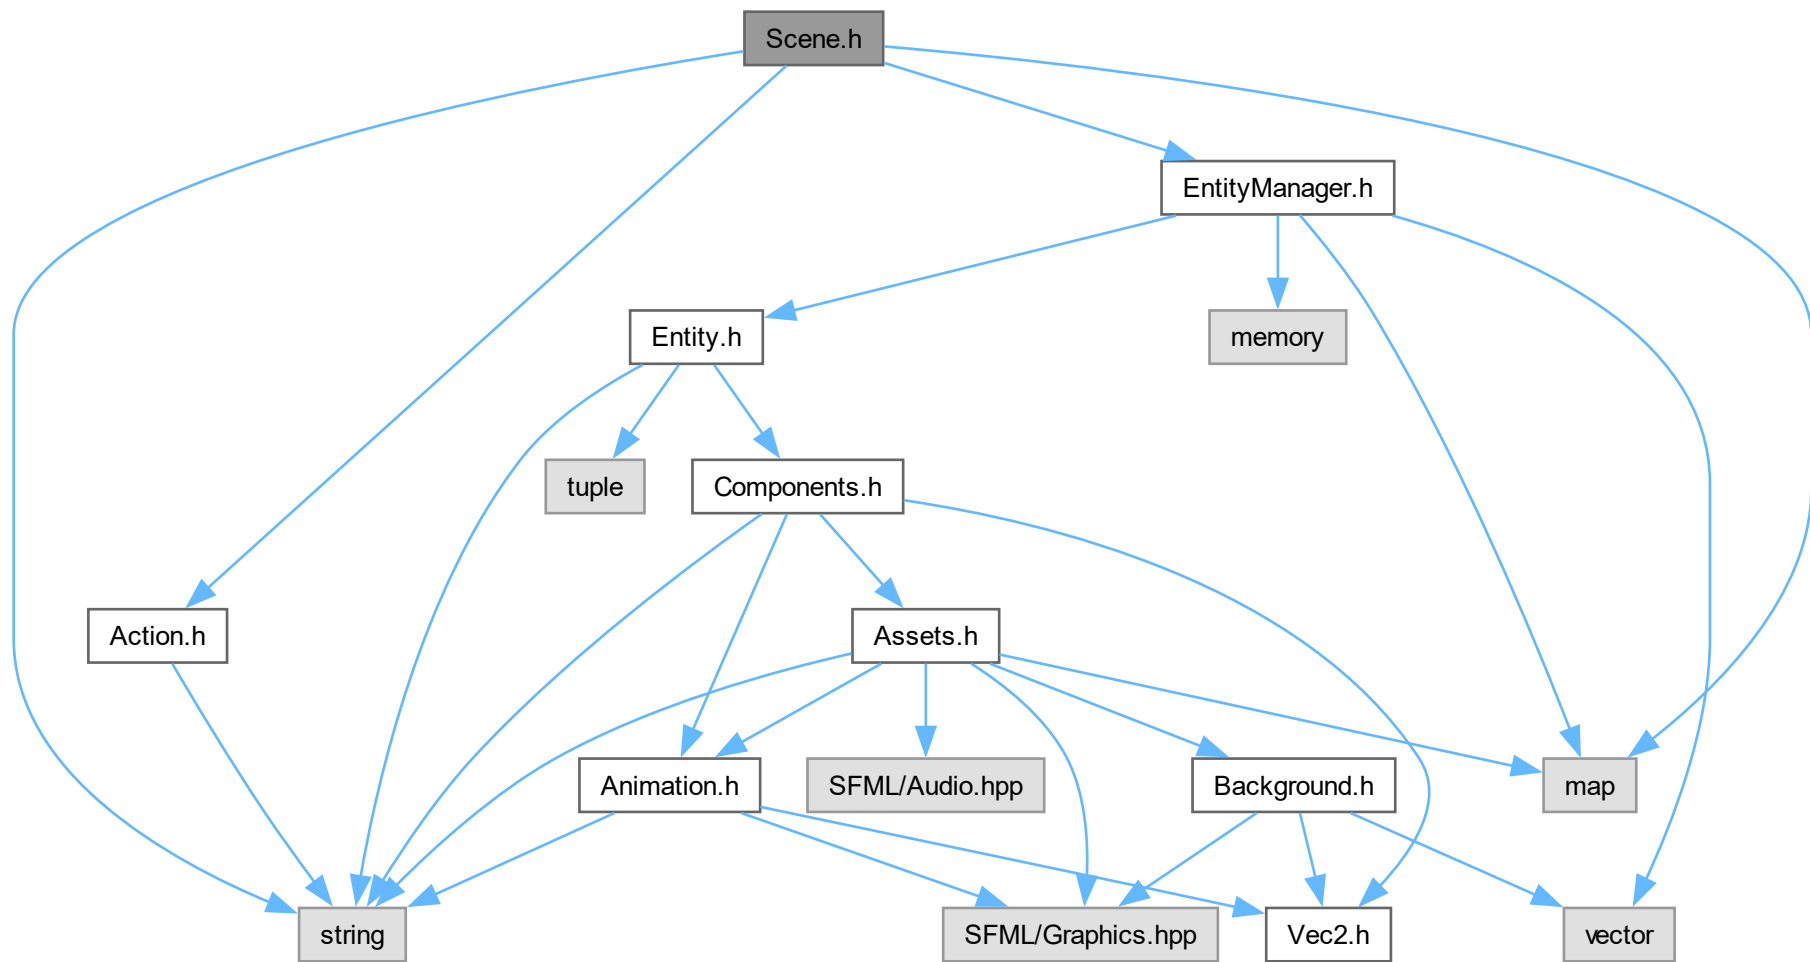 Scene.h
EntityManager.h
Entity.h
memory
tuple
Components.h
Action.h
Assets.h
Animation.h
SFML/Audio.hpp
Background.h
map
string
SFML/Graphics.hpp
Vec2.h
vector